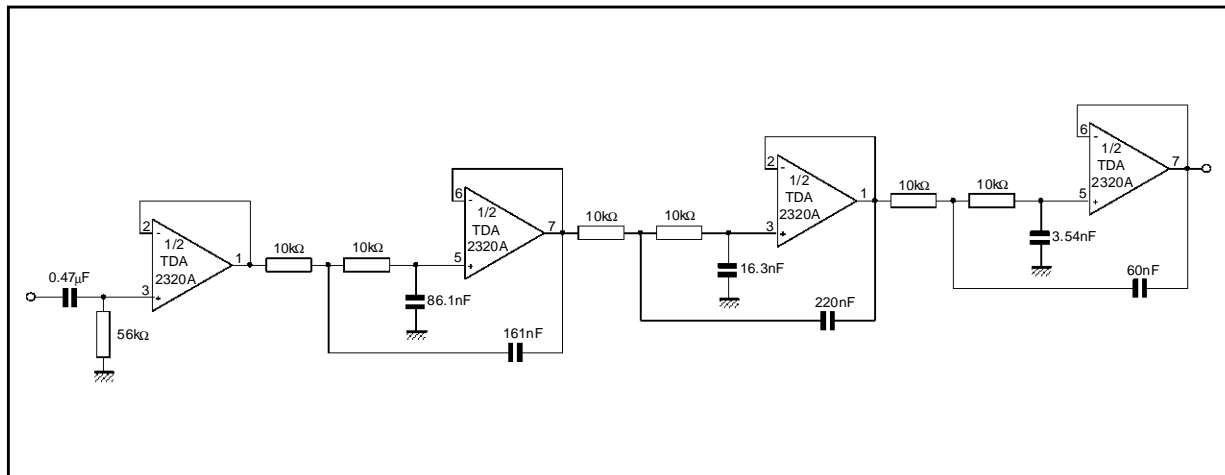 0.47µF
56kΩ
2
-
1/2
TDA
2320A
3
+
1
10kΩ
10kΩ
86.1nF
161nF
6
-
1/2
TDA
2320A
5
+
7
10kΩ
10kΩ
16.3nF
220nF
2
-
1/2
TDA
2320A
3
+
1
10kΩ
10kΩ
3.54nF
60nF
6
-
1/2
TDA
2320A
5
+
7